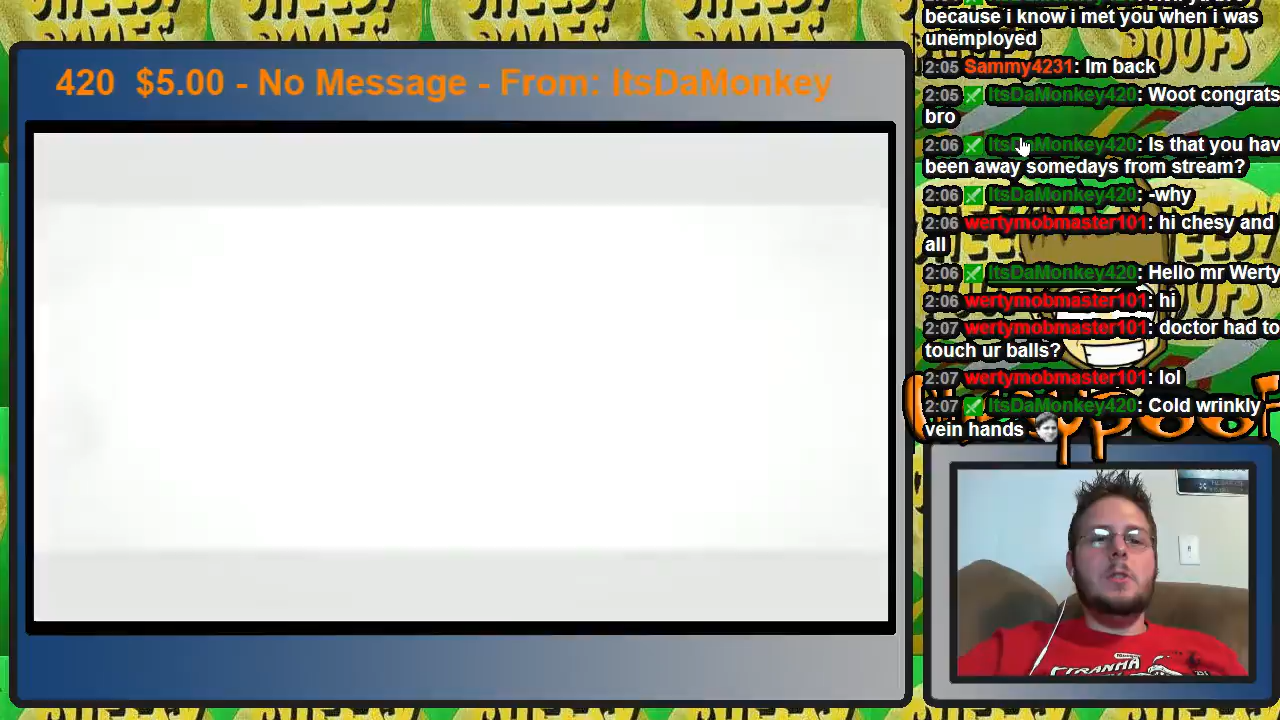 420 $5.00 - No Message - From: ItsDaMonkey
because i know i met you when i was
unemployed
2:05 Sammy4231: Im back
2:05 ItsDaMonkey420: Woot congrats
bro
2:06 ItsDaMonkey420: Is that you hav
been away somedays from stream?
2:06 ItsDaMonkey420: -why
2:06 wertymobmaster101: hi chesy and
all
2:06 ItsDaMonkey420: Hello mr Werty
2:06 wertymobmaster101: hi
2:07 wertymobmaster101: doctor had to
touch ur balls?
2:07 wertymobmaster101: lol
2:07 ItsDaMonkey420: Cold wrinkly
vein hands
PIRANHA